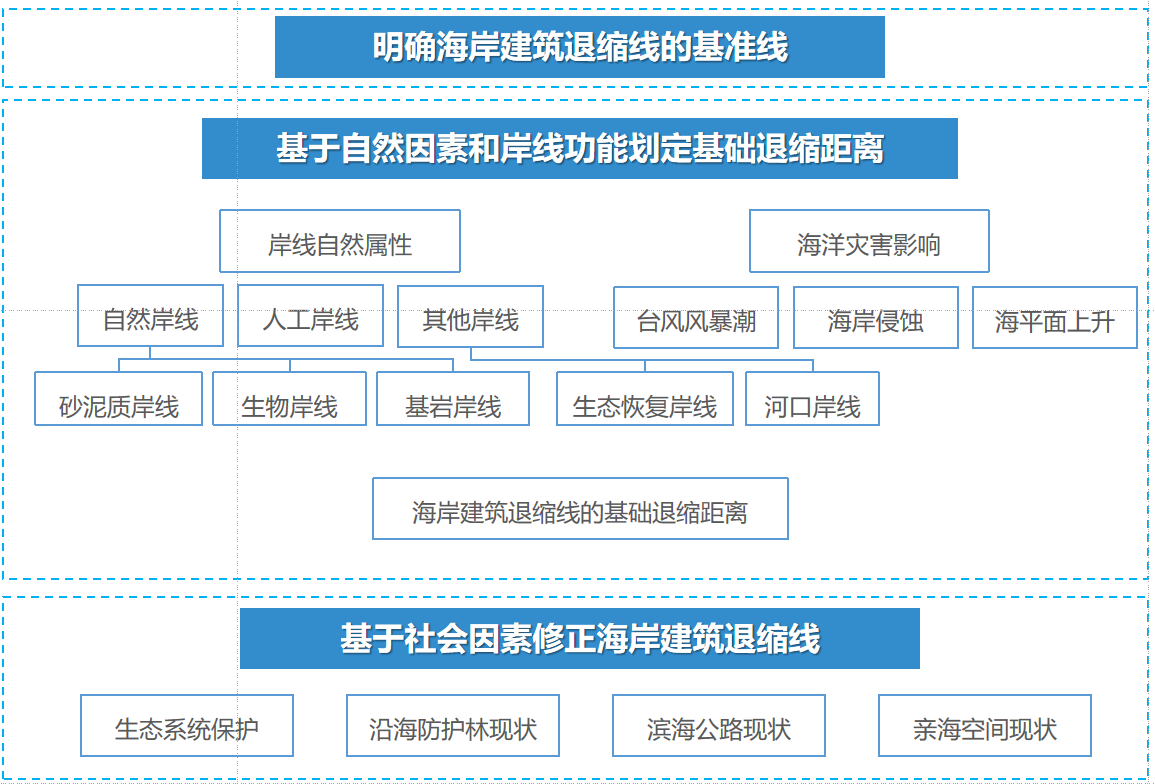 明确海岸建筑退缩线的基准线
基于自然因素和岸线功能划定基础退缩距离
岸线自然属性
海洋灾害影响
自然岸线
人工岸线
其他岸线
台风风暴潮
海岸侵蚀
海平面上升
砂泥质岸线
生物岸线
基岩岸线
生态恢复岸线
河口岸线
海岸建筑退缩线的基础退缩距离
基于社会因素修正海岸建筑退缩线
生态系统保护
沿海防护林现状
滨海公路现状
亲海空间现状